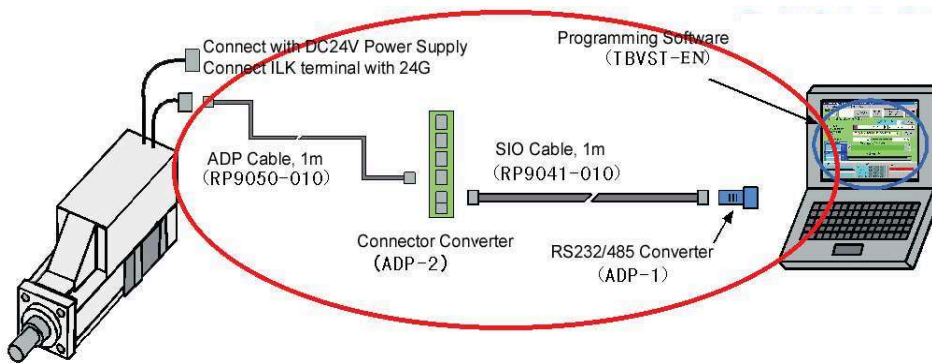 Connect with DC24V Power Supply
Connect ILK terminal with 24G
Programming Software
(TBVST-EN)
ADP Cable, 1m
(RP9050-010)
SIO Cable, 1m
(RP9041-010)
Connector Converter
(ADP-2)
RS232/485 Converter
(ADP-1)